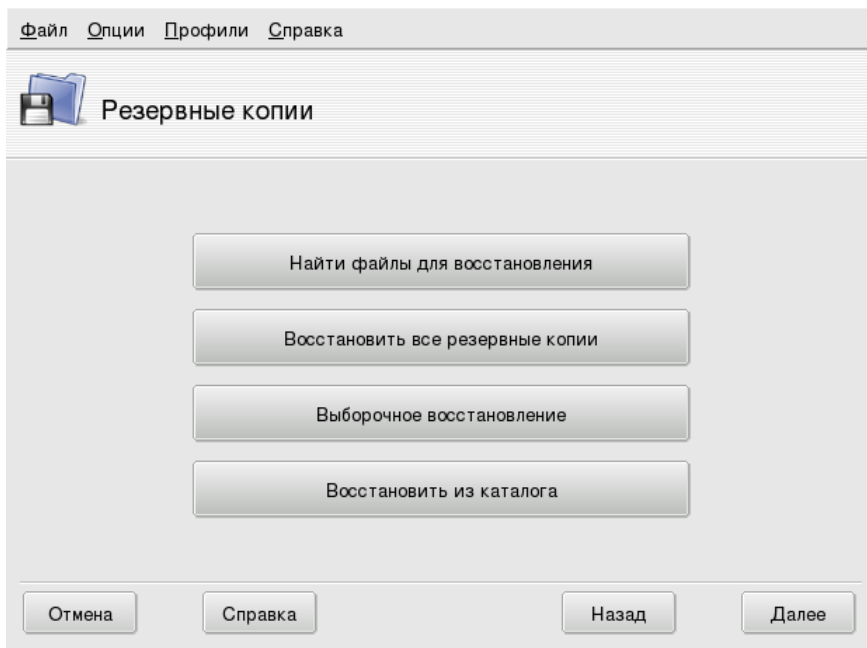 Файл Опции Профили Справка
Резервные копии
Найти файлы для восстановления
Восстановить все резервные копии
Выборочное восстановление
Восстановить из каталога
Отмена Справка Назад Далее